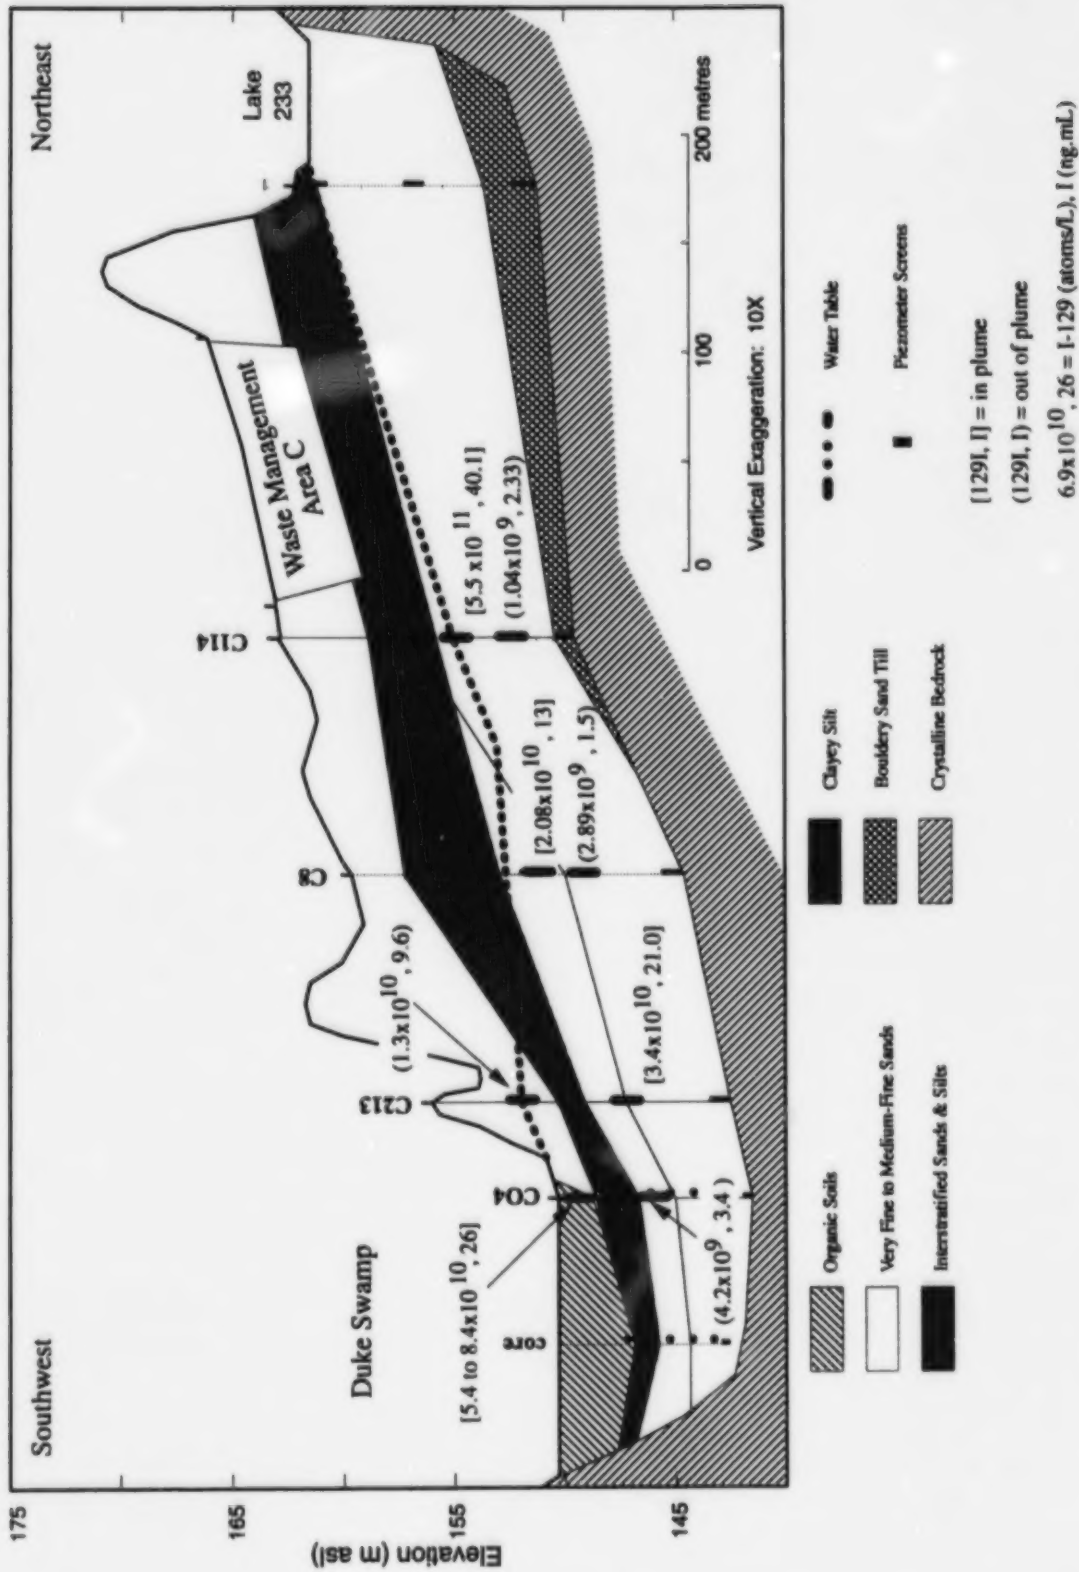 Southwest
Northeast
Duke Swamp
Lake
233
Waste Management
Area C
C114
C8
C213
CO4
core
[5.4 to 8.4x10^10, 26]
(1.3x10^10, 9.6)
(4.2x10^9, 3.4 )
[3.4x10^10, 21.0]
[2.08x10^10, 13]
(2.89x10^9, 1.5)
[5.5 x10^11, 40.1]
(1.04x10^9, 2.33)
Elevation (m asl)
175
165
155
145
0
100
200 metres
Vertical Exaggeration: 10X
Organic Soils
Very Fine to Medium-Fine Sands
Interstratified Sands & Silts
Clayey Silt
Bouldery Sand Till
Crystalline Bedrock
Water Table
Piezometer Screens
[129I, I] = in plume
(129I, I) = out of plume
6.9x10^10, 26 = I-129 (atoms/L), I (ng.mL)